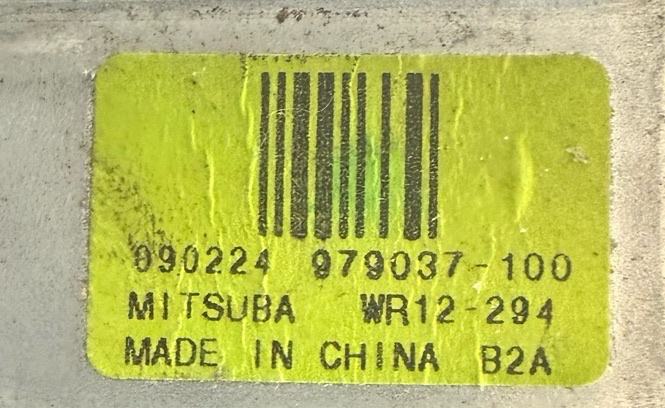 090224 979037-100
MITSUBA WR12-294
MADE IN CHINA B2A